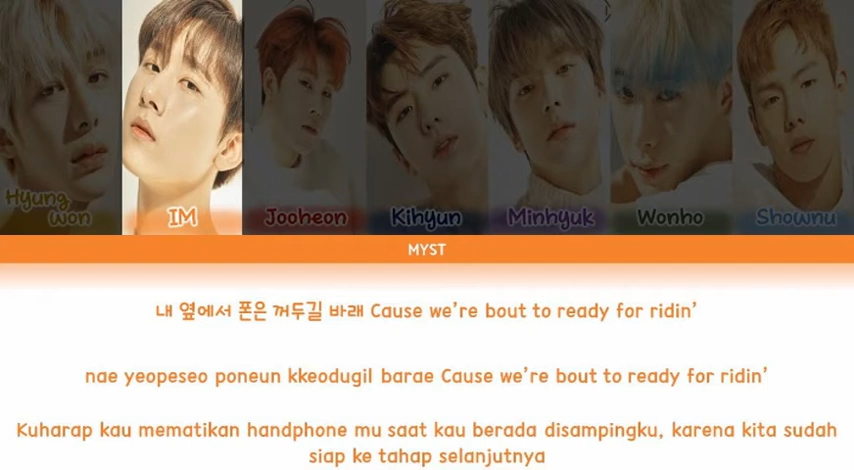 Hyung
won
IM
Jooheon
Kihyun
Minhyuk
Wonho
Shownu
MYST
내 옆에서 폰은 꺼두길 바래 Cause we're bout to ready for ridin'
nae yeopeseo poneun kkeodugil barae Cause we're bout to ready for ridin'
Kuharap kau mematikan handphone mu saat kau berada disampingku, karena kita sudah
siap ke tahap selanjutnya